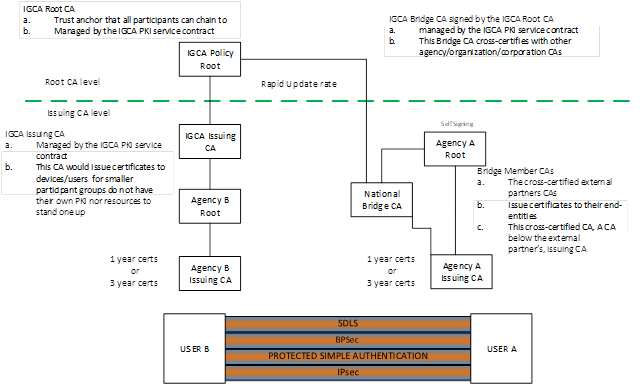 IGCA Root CA
a. Trust anchor that all participants can chain to
b. Managed by the IGCA PKI service contract
IGCA Bridge CA signed by the IGCA Root CA
a. managed by the IGCA PKI service contract
b. This Bridge CA cross-certifies with other
agency/organization/corporation CAs
IGCA Policy
Root
Root CA level
Rapid Update rate
Issuing CA level
IGCA Issuing CA
a. Managed by the IGCA PKI service
contract
b. This CA would issue certificates to
devices/users for smaller
participant groups do not have
their own PKI nor resources to
stand one up
IGCA Issuing
CA
Self Signing
Agency A
Root
Bridge Member CAs
a. The cross-certified external
partners CAs
b. Issue certificates to their end-
entities
c. This cross-certified CA, A CA
below the external
partner's, issuing CA
Agency B
Root
National
Bridge CA
1 year certs
or
3 year certs
Agency B
Issuing CA
1 year certs
or
3 year certs
Agency A
Issuing CA
USER B
SDLS
BPSec
PROTECTED SIMPLE AUTHENTICATION
IPsec
USER A